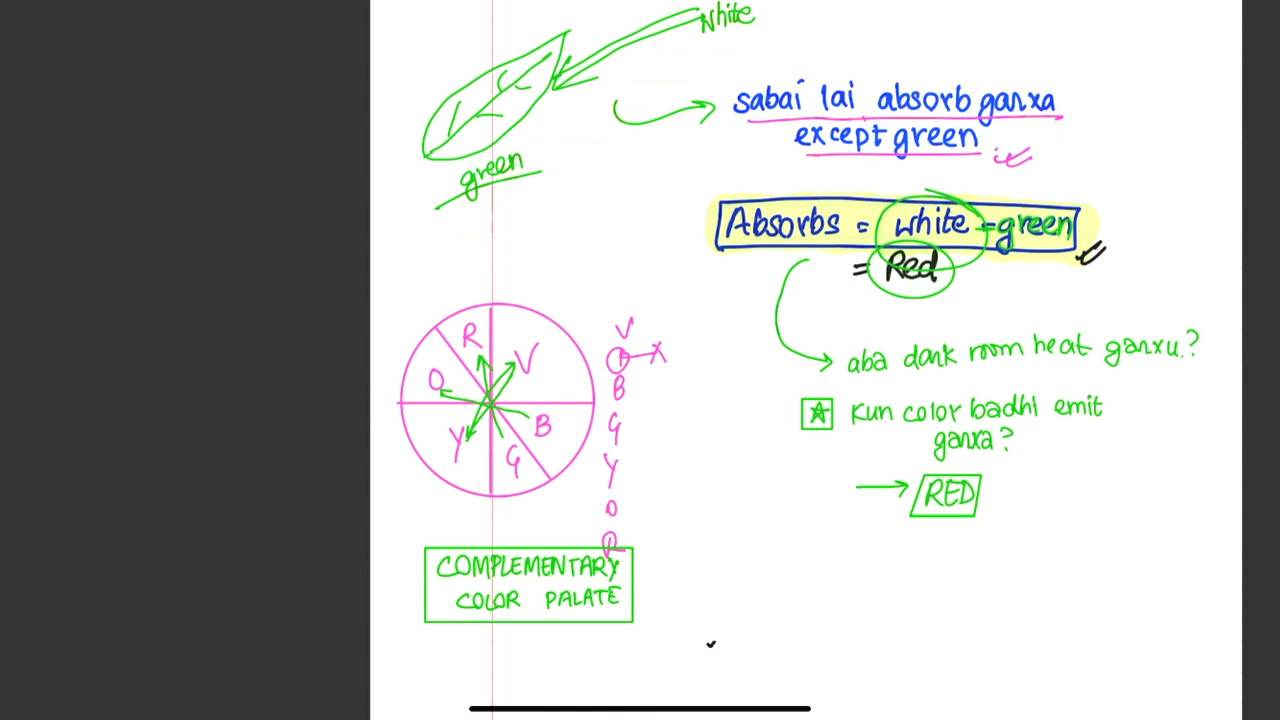 white
green
sabai lai absorb garxa
except green
Absorbs = white - green
= Red
aba dark room heat garxu.?
Kun color badhi emit
garxa?
→ RED
R
V
O
B
Y
G
V
I → X
B
G
Y
O
R
COMPLEMENTARY
COLOR PALATE